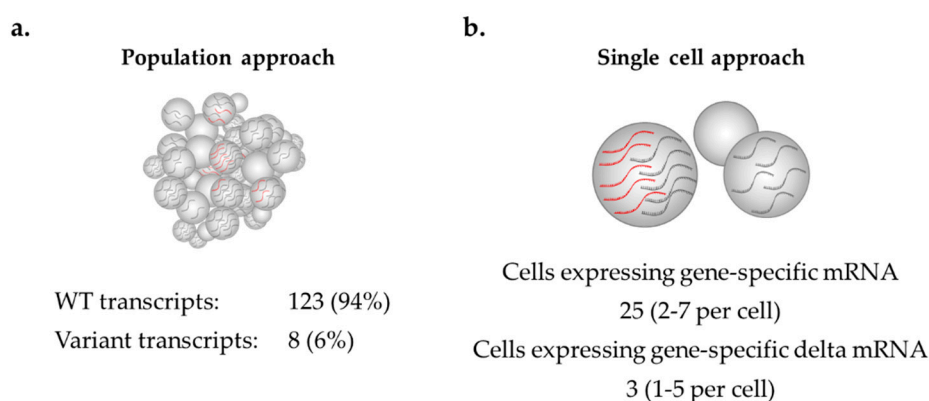 a.
Population approach
WT transcripts: 123 (94%)
Variant transcripts: 8 (6%)
b.
Single cell approach
Cells expressing gene-specific mRNA
25 (2-7 per cell)
Cells expressing gene-specific delta mRNA
3 (1-5 per cell)